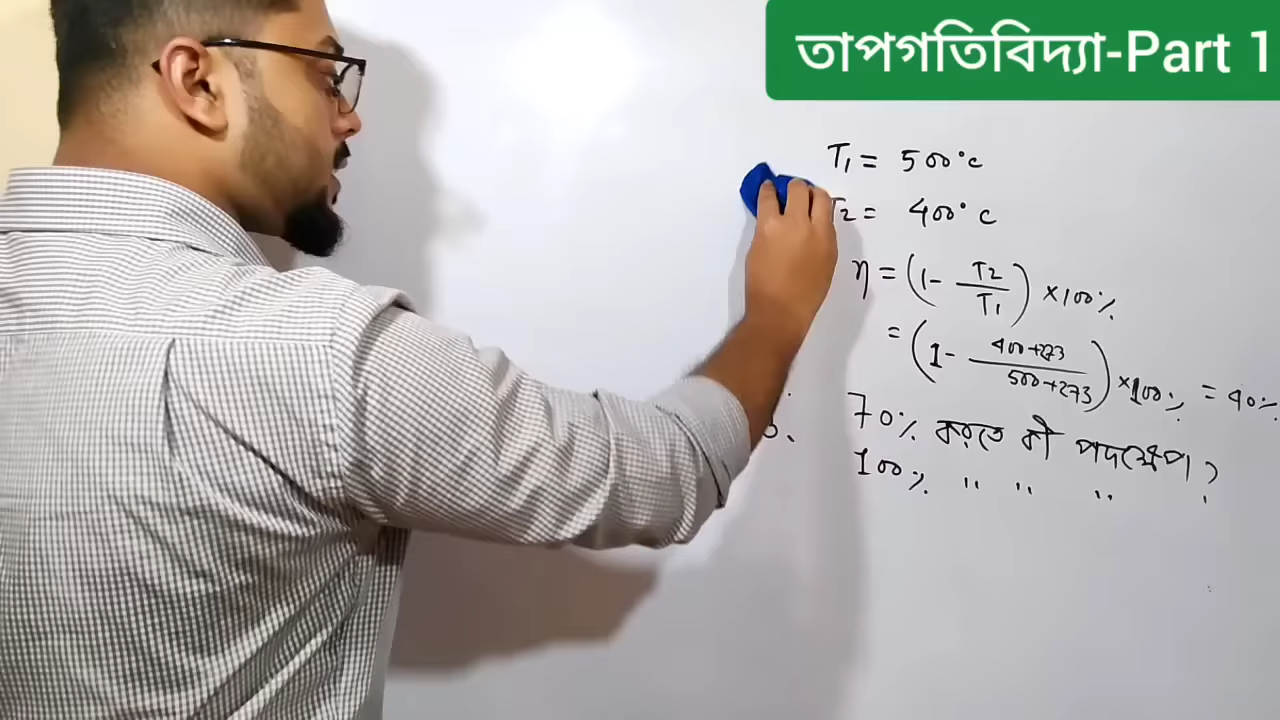 তাপগতিবিদ্যা-Part 1
T₁ = 500°c
T₂ = 400° c
η = (1 - T₂/T₁) × 100%
= (1 - 400+273/500+273) × 100% = 40%
70% করতে কী পদক্ষেপ?
100% " " " ?